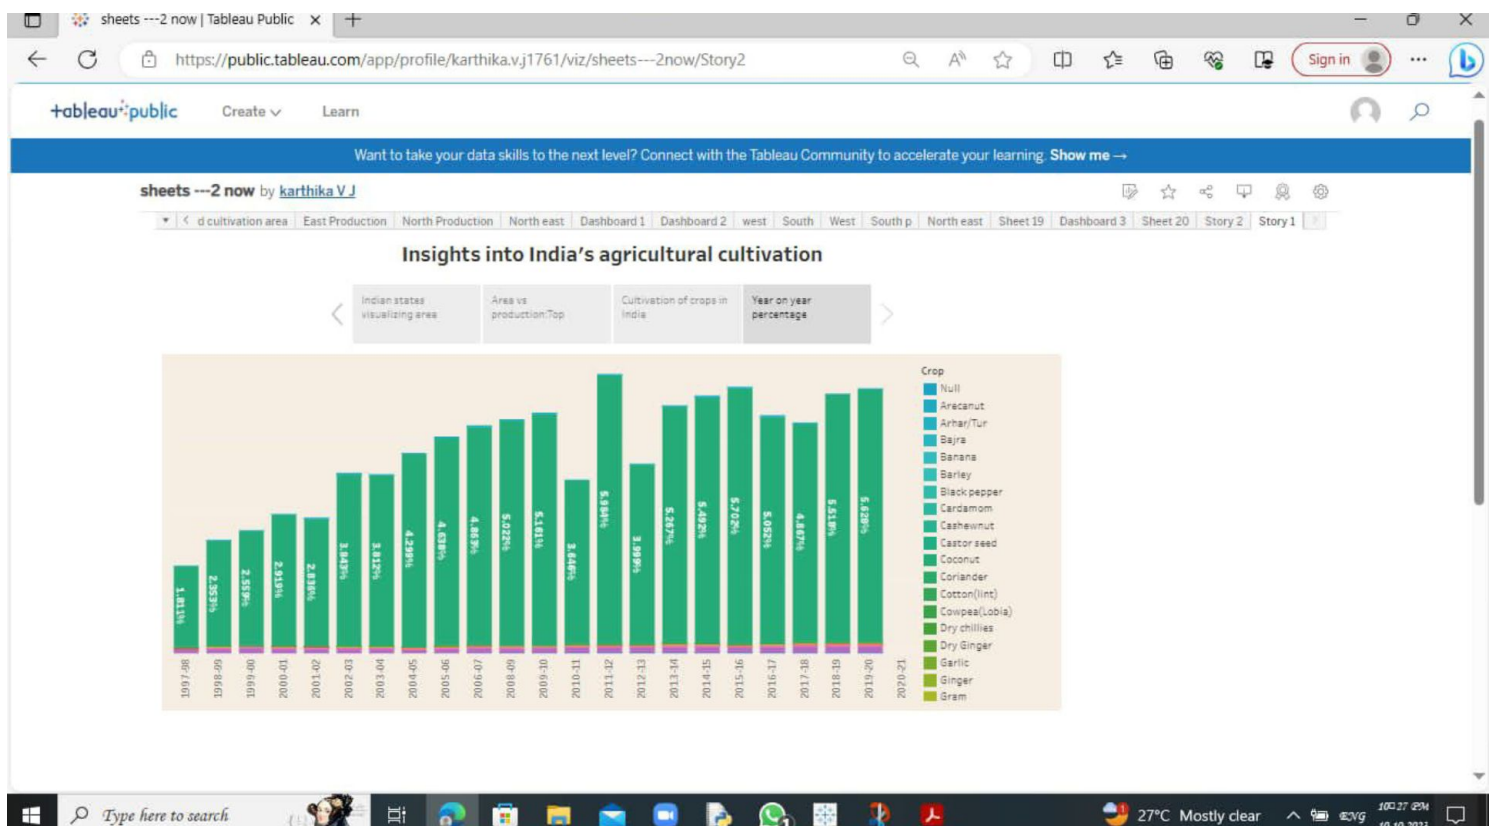 sheets ---2 now | Tableau Public
https://public.tableau.com/app/profile/karthika.v.j1761/viz/sheets---2now/Story2
Sign in
tableau public
Create
Learn
Want to take your data skills to the next level? Connect with the Tableau Community to accelerate your learning. Show me →
sheets ---2 now by karthika V J
d cultivation area East Production North Production North east Dashboard 1 Dashboard 2 west South West South p North east Sheet 19 Dashboard 3 Sheet 20 Story 2 Story 1
Insights into India's agricultural cultivation
Indian states
visualizing area
Area vs
production:Top
Cultivation of crops in
India
Year on year
percentage
1.811%
2.353%
2.559%
2.919%
2.836%
3.843%
3.812%
4.299%
4.638%
4.863%
5.022%
5.161%
3.646%
5.984%
3.999%
5.267%
5.492%
5.702%
5.052%
4.867%
5.518%
5.628%
1997-98
1998-99
1999-00
2000-01
2001-02
2002-03
2003-04
2004-05
2005-06
2006-07
2008-09
2009-10
2010-11
2011-12
2012-13
2013-14
2014-15
2015-16
2016-17
2017-18
2018-19
2019-20
2020-21
Crop
Null
Arecanut
Arhar/Tur
Bajra
Banana
Barley
Black pepper
Cardamom
Cashewnut
Castor seed
Coconut
Coriander
Cotton(lint)
Cowpea(Lobia)
Dry chillies
Dry Ginger
Garlic
Ginger
Gram
Type here to search
27°C Mostly clear
ENG